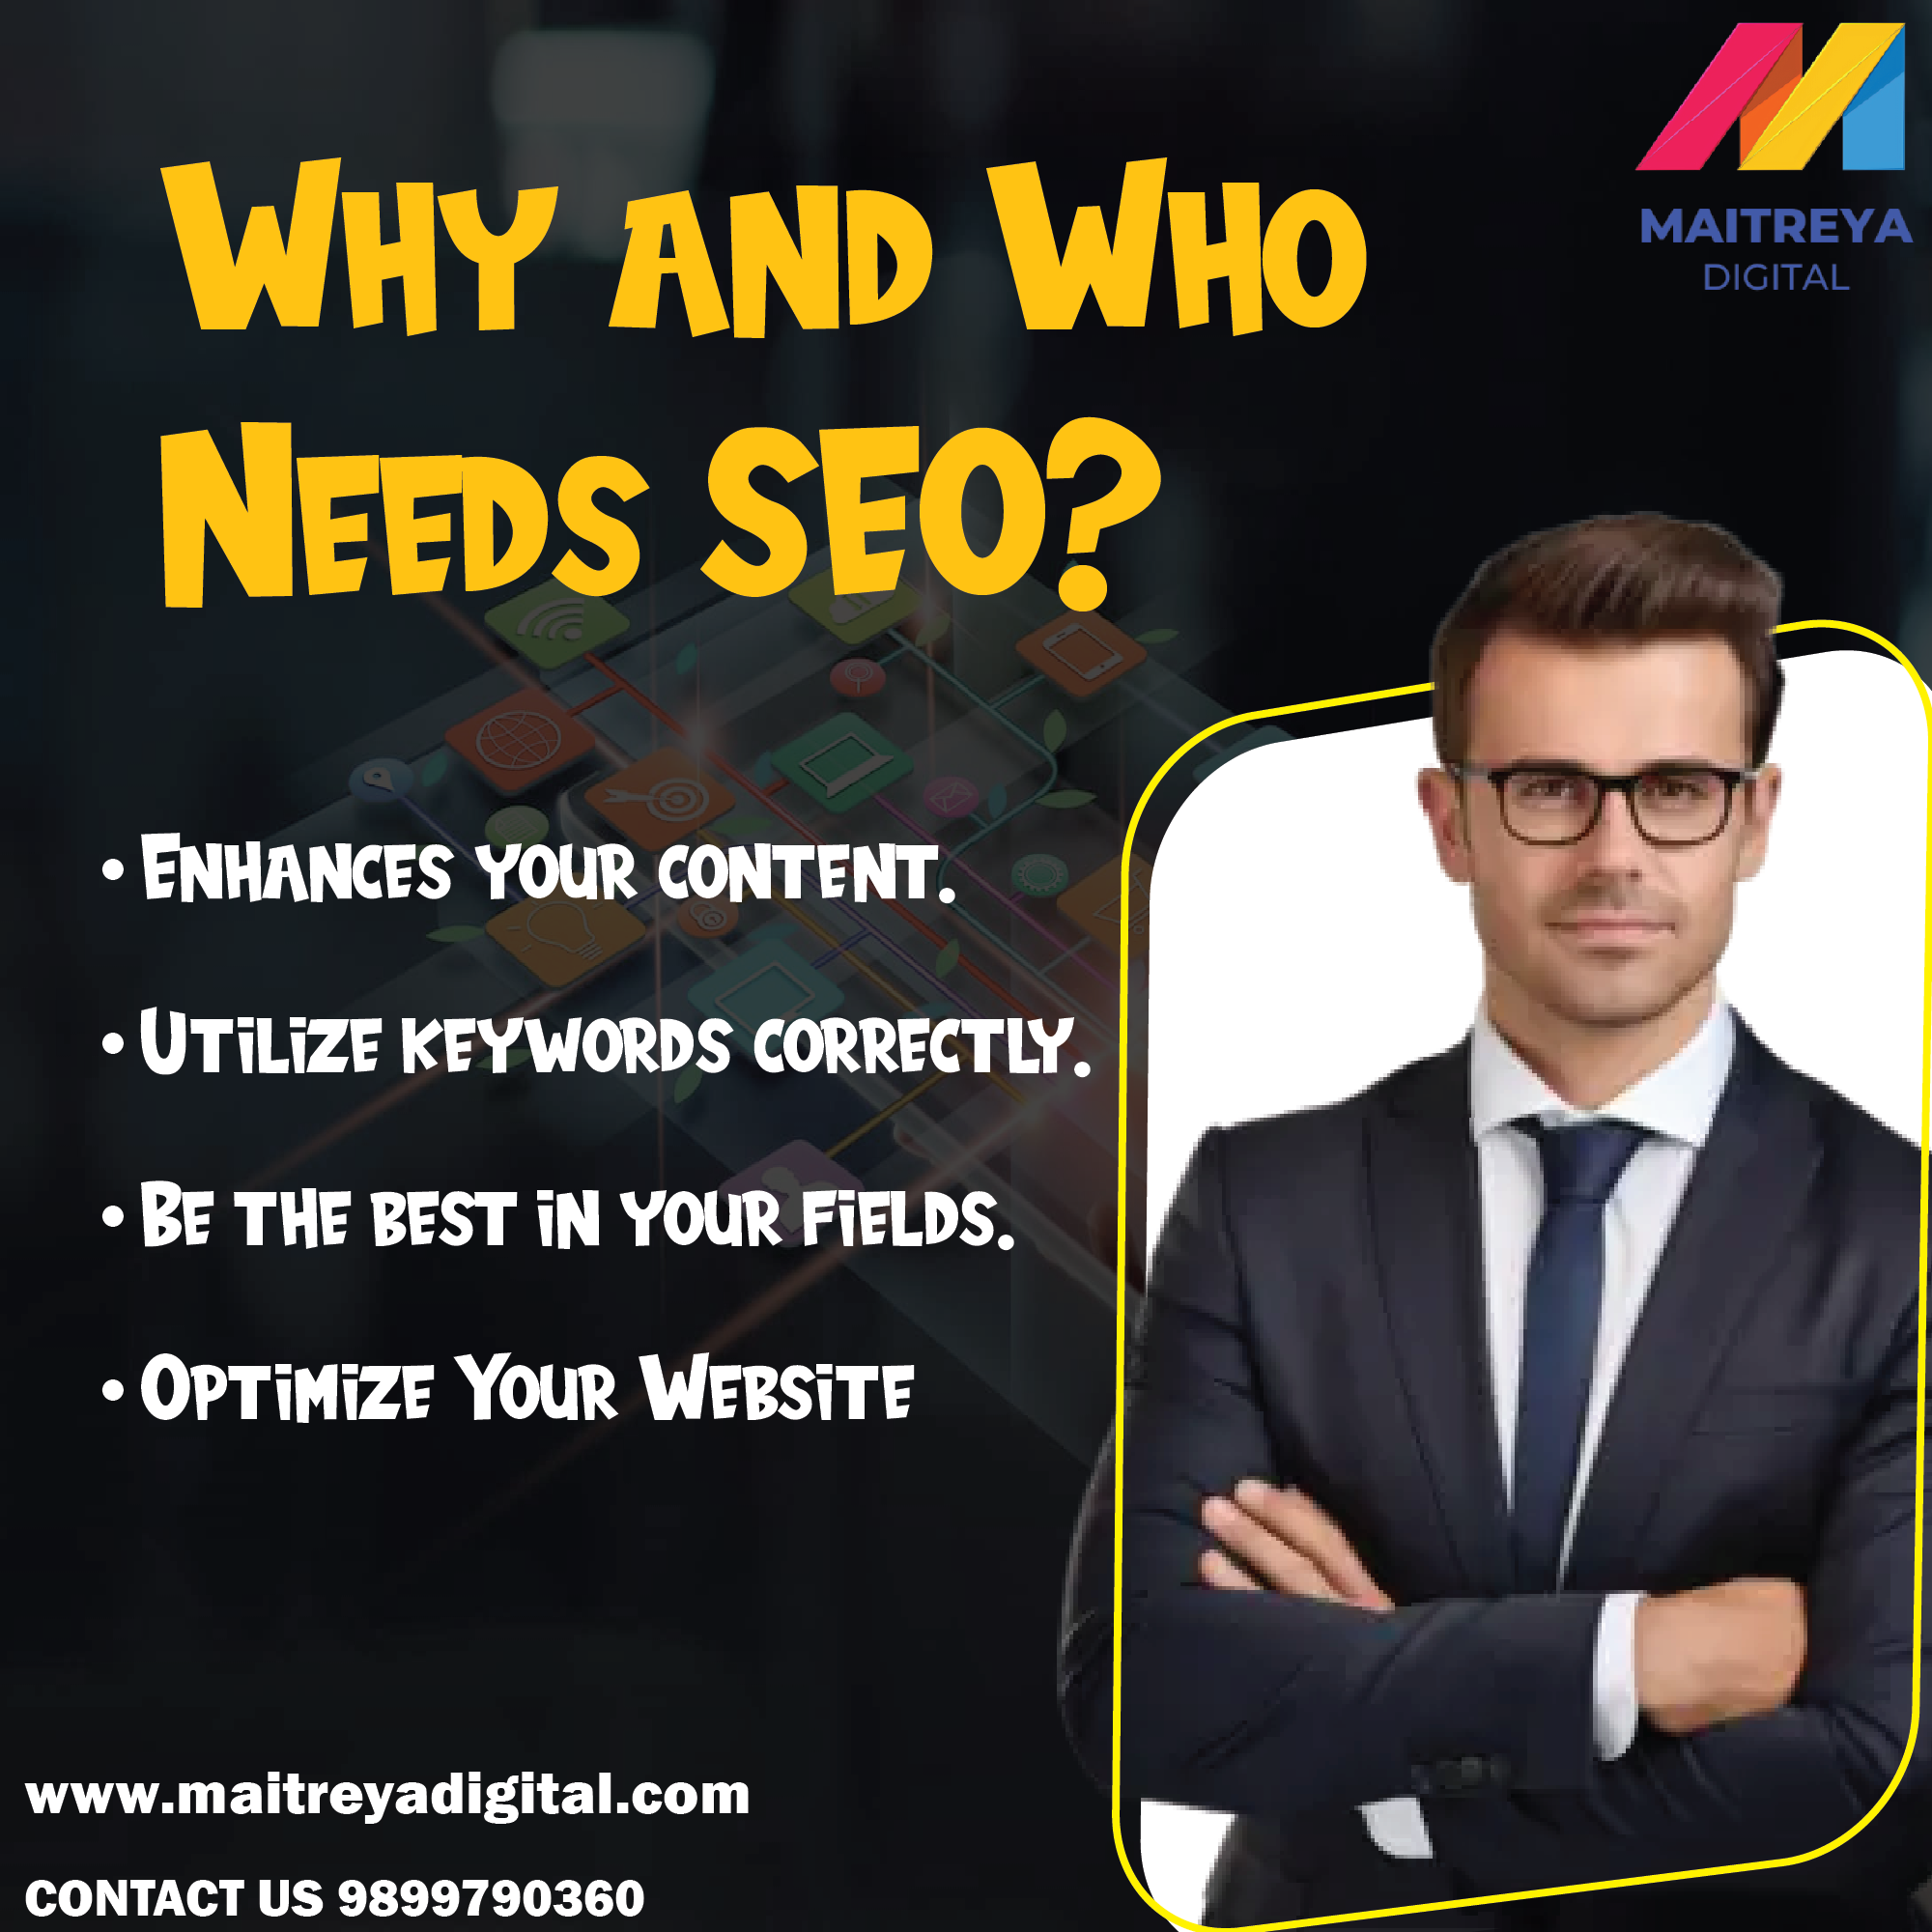 MAITREYA
DIGITAL
Why and Who
Needs SEO?
• Enhances your content.
• Utilize keywords correctly.
• Be the best in your fields.
• Optimize Your Website
www.maitreyadigital.com
CONTACT US 9899790360